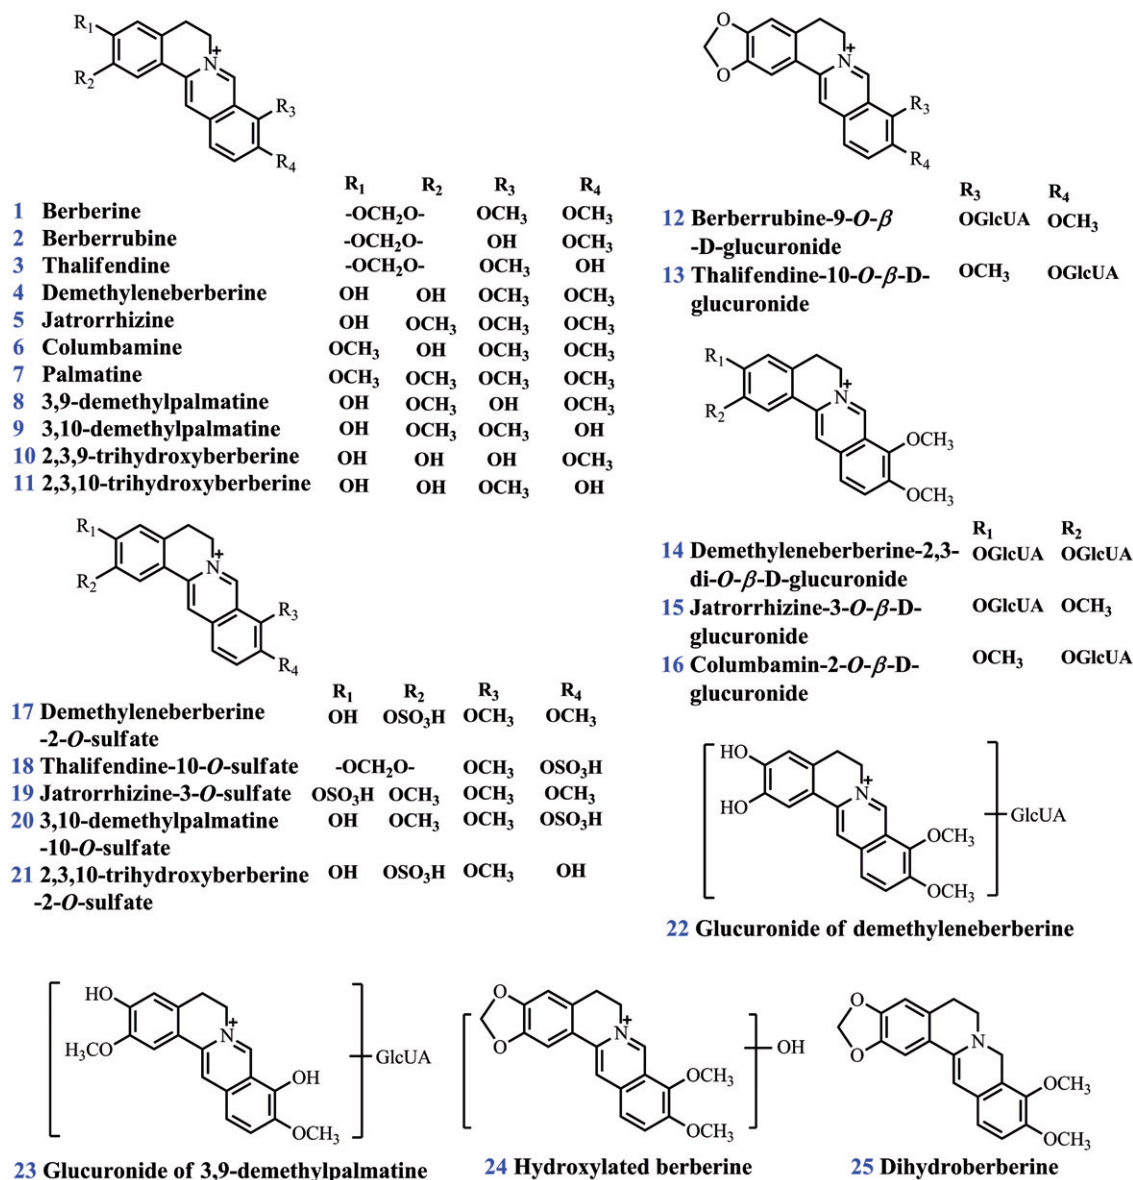 R1
R2
N+
R3
R4
R1 R2 R3 R4
1 Berberine -OCH2O- OCH3 OCH3
2 Berberrubine -OCH2O- OH OCH3
3 Thalifendine -OCH2O- OCH3 OH
4 Demethyleneberberine OH OH OCH3 OCH3
5 Jatrorrhizine OH OCH3 OCH3 OCH3
6 Columbamine OCH3 OH OCH3 OCH3
7 Palmatine OCH3 OCH3 OCH3 OCH3
8 3,9-demethylpalmatine OH OCH3 OH OCH3
9 3,10-demethylpalmatine OH OCH3 OCH3 OH
10 2,3,9-trihydroxyberberine OH OH OH OCH3
11 2,3,10-trihydroxyberberine OH OH OCH3 OH
O
O
N+
R3
R4
R3 R4
12 Berberrubine-9-O-β OGlcUA OCH3
-D-glucuronide
13 Thalifendine-10-O-β-D- OCH3 OGlcUA
glucuronide
R1
R2
N+
OCH3
OCH3
R1 R2
14 Demethyleneberberine-2,3- OGlcUA OGlcUA
di-O-β-D-glucuronide
15 Jatrorrhizine-3-O-β-D- OGlcUA OCH3
glucuronide
16 Columbamin-2-O-β-D- OCH3 OGlcUA
glucuronide
R1
R2
N+
R3
R4
R1 R2 R3 R4
17 Demethyleneberberine OH OSO3H OCH3 OCH3
-2-O-sulfate
18 Thalifendine-10-O-sulfate -OCH2O- OCH3 OSO3H
19 Jatrorrhizine-3-O-sulfate OSO3H OCH3 OCH3 OCH3
20 3,10-demethylpalmatine OH OCH3 OCH3 OSO3H
-10-O-sulfate
21 2,3,10-trihydroxyberberine OH OSO3H OCH3 OH
-2-O-sulfate
HO
HO
N+
OCH3
OCH3
GlcUA
22 Glucuronide of demethyleneberberine
HO
H3CO
N+
OH
OCH3
GlcUA
23 Glucuronide of 3,9-demethylpalmatine
O
O
N+
OCH3
OCH3
OH
24 Hydroxylated berberine
O
O
N
OCH3
OCH3
25 Dihydroberberine